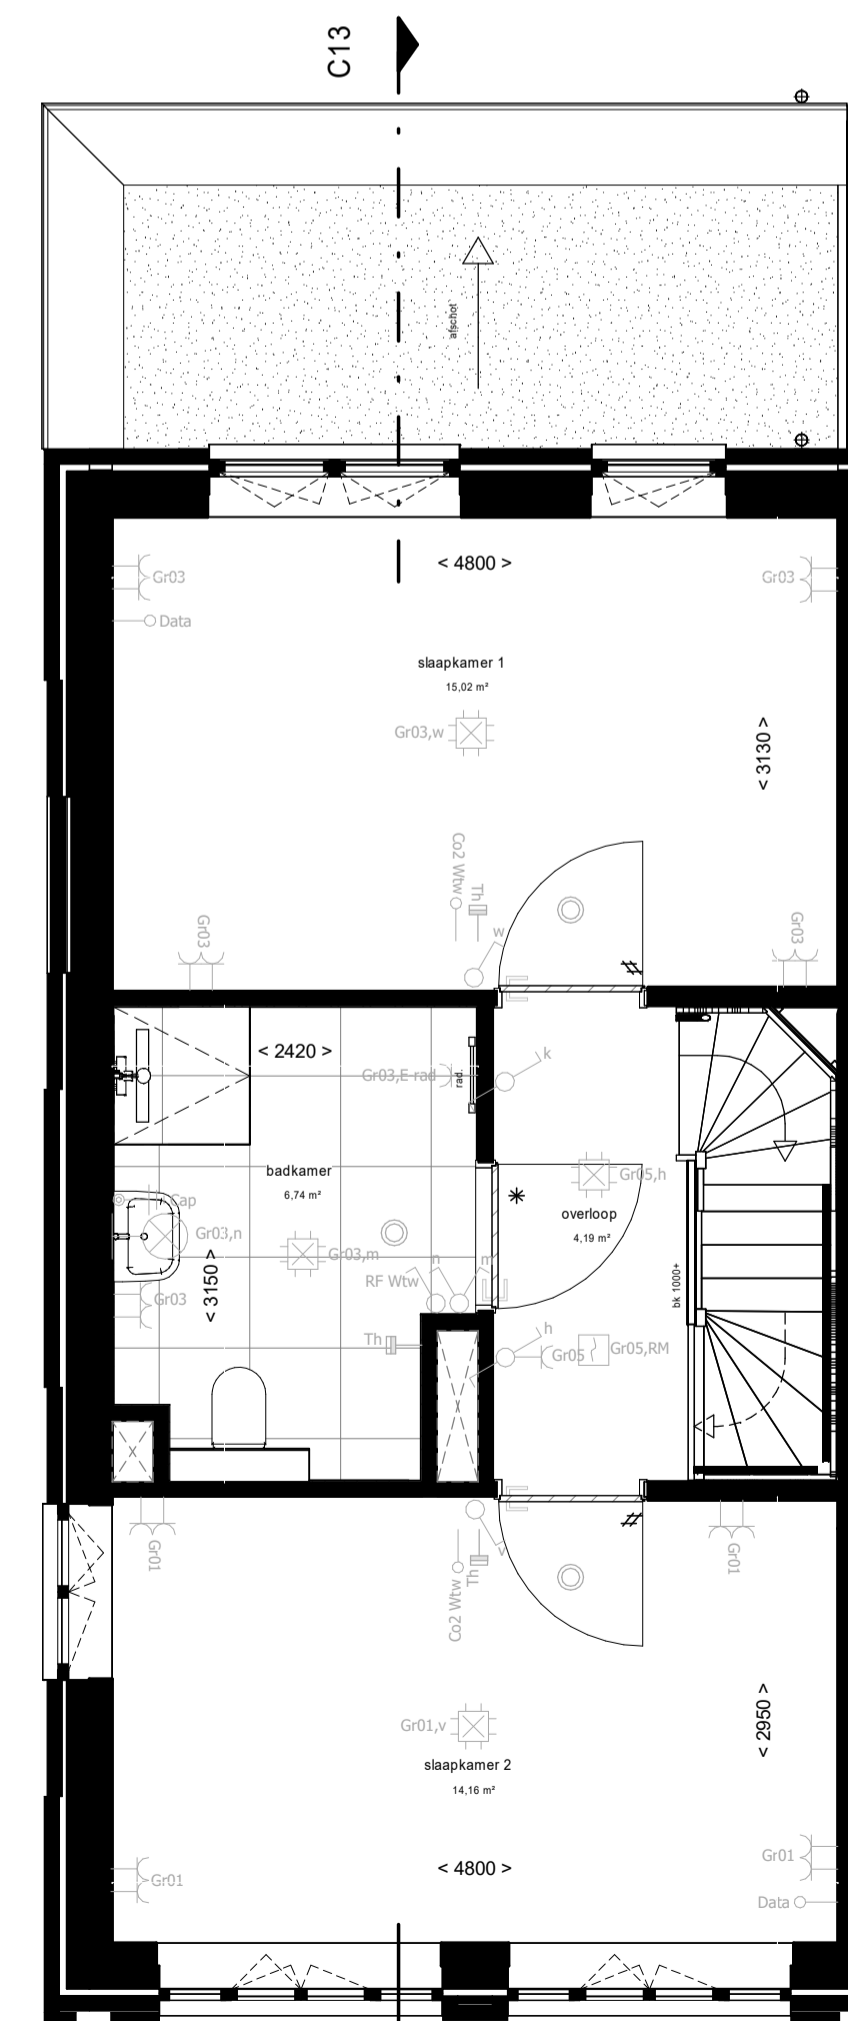 C13
afschot
< 4800 >
Gr03
Gr03
Data
slaapkamer 1
15,02 m²
Gr03,w
< 3130 >
Co2 Wtw
Th
w
Gr03
Gr03
< 2420 >
k
Gr03,E-rad
rad.
badkamer
6,74 m²
Gr05,h
Cap
overloop
4,19 m²
Gr03,n
Gr03,m
n
m
RF Wtw
< 3150 >
Gr03
bk 1000+
h
Th
Gr05
Gr05,RM
Gr01
Gr01
v
Th
Co2 Wtw
< 2950 >
Gr01,v
slaapkamer 2
14,16 m²
Gr01
< 4800 >
Gr01
Data